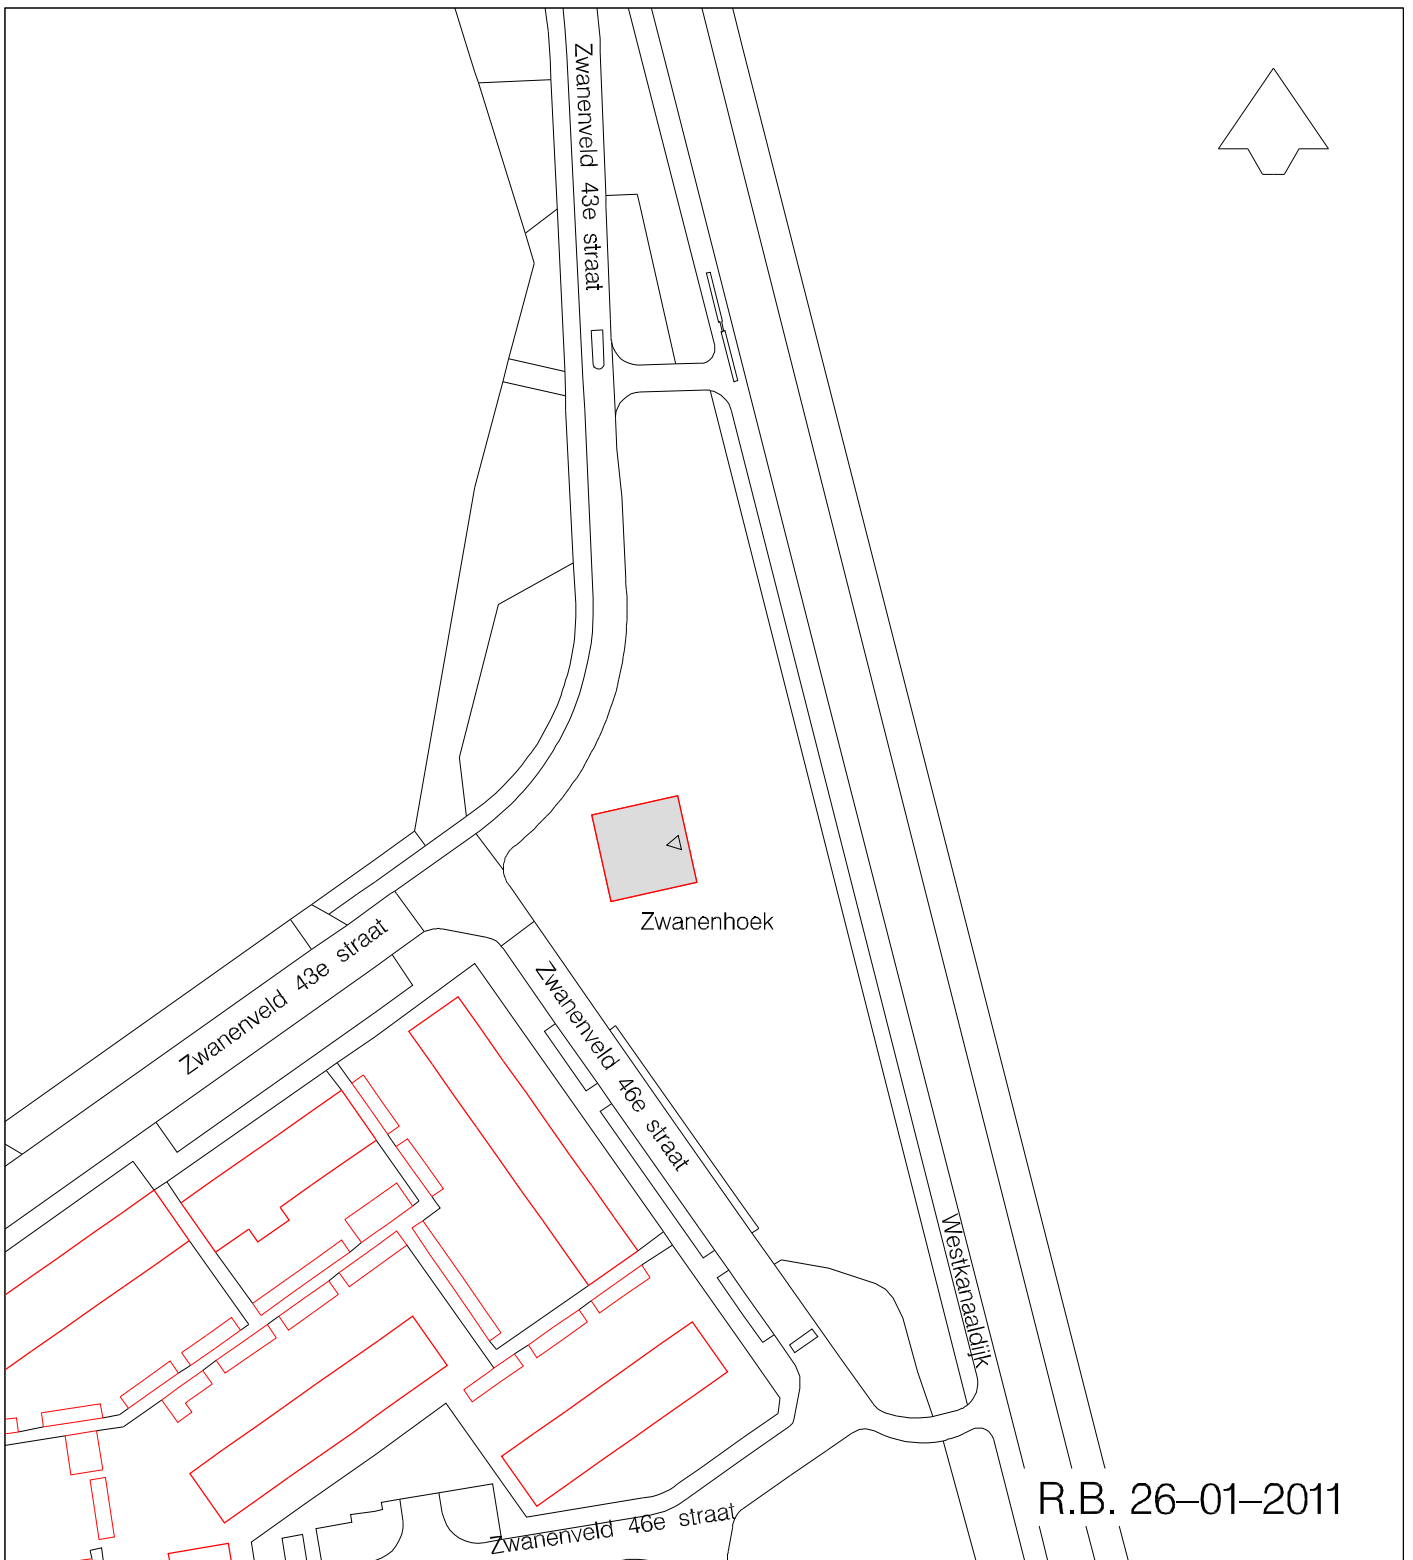 Zwanenveld 43e straat
Zwanenhoek
Zwanenveld 43e straat
Zwanenveld 46e straat
Westkanaaldijk
R.B. 26–01–2011
Zwanenveld 46e straat